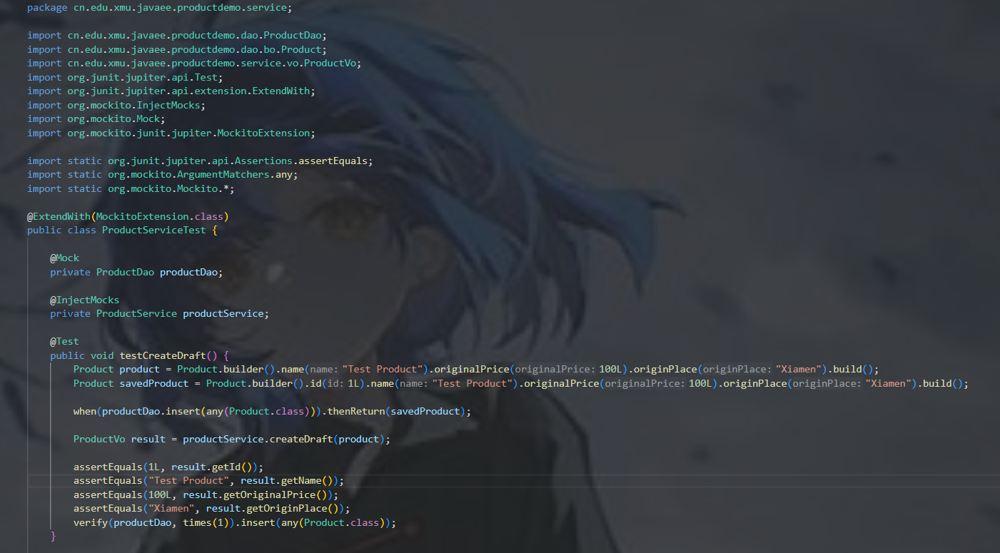 package cn.edu.xmu.javaee.productdemo.service;
import cn.edu.xmu.javaee.productdemo.dao.ProductDao;
import cn.edu.xmu.javaee.productdemo.dao.bo.Product;
import cn.edu.xmu.javaee.productdemo.service.vo.ProductVo;
import org.junit.jupiter.api.Test;
import org.junit.jupiter.api.extension.ExtendWith;
import org.mockito.InjectMocks;
import org.mockito.Mock;
import org.mockito.junit.jupiter.MockitoExtension;
import static org.junit.jupiter.api.Assertions.assertEquals;
import static org.mockito.ArgumentMatchers.any;
import static org.mockito.Mockito.*;
@ExtendWith(MockitoExtension.class)
public class ProductServiceTest {
@Mock
private ProductDao productDao;
@InjectMocks
private ProductService productService;
@Test
public void testCreateDraft() {
Product product = Product.builder().name(name: "Test Product").originalPrice(originalPrice: 100L).originPlace(originPlace: "Xiamen").build();
Product savedProduct = Product.builder().id(id: 1L).name(name: "Test Product").originalPrice(originalPrice: 100L).originPlace(originPlace: "Xiamen").build();
when(productDao.insert(any(Product.class))).thenReturn(savedProduct);
ProductVo result = productService.createDraft(product);
assertEquals(1L, result.getId());
assertEquals("Test Product", result.getName());
assertEquals(100L, result.getOriginalPrice());
assertEquals("Xiamen", result.getOriginPlace());
verify(productDao, times(1)).insert(any(Product.class));
}